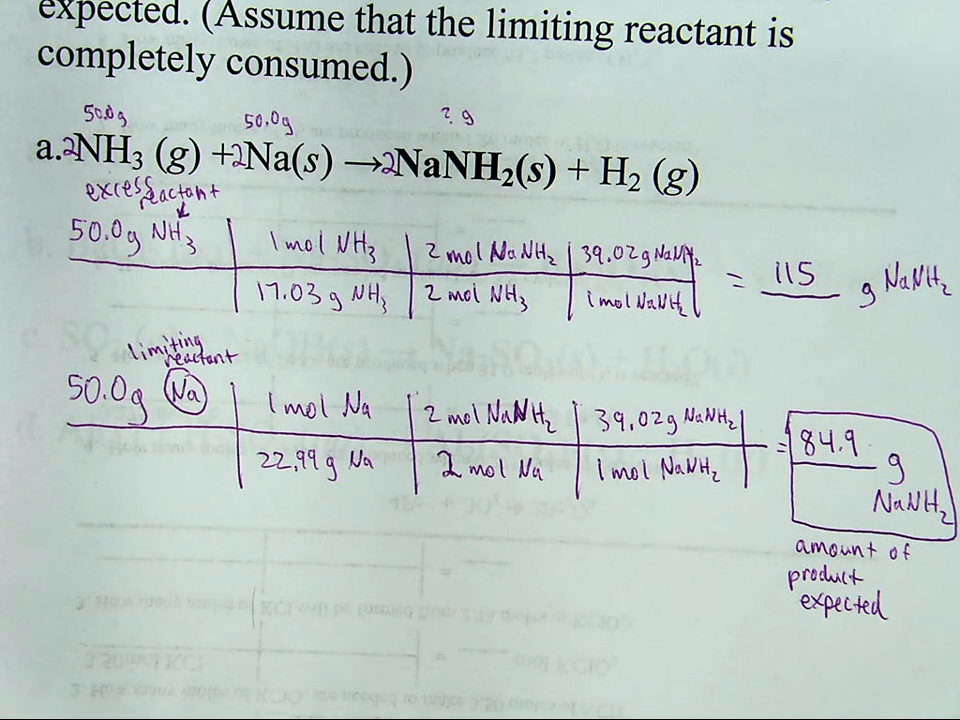 expected. (Assume that the limiting reactant is
completely consumed.)
50.0g 50.0g ? g
a. 2NH₃ (g) + 2Na(s) → 2NaNH₂(s) + H₂ (g)
excess
reactant
50.0g NH₃ | 1 mol NH₃ | 2 mol NaNH₂ | 39.02g NaNH₂ = 115 g NaNH₂
17.03 g NH₃ | 2 mol NH₃ | 1 mol NaNH₂
limiting
reactant
50.0g Na | 1 mol Na | 2 mol NaNH₂ | 39.02g NaNH₂ = 84.9 g
22.99 g Na | 2 mol Na | 1 mol NaNH₂ NaNH₂
amount of
product
expected